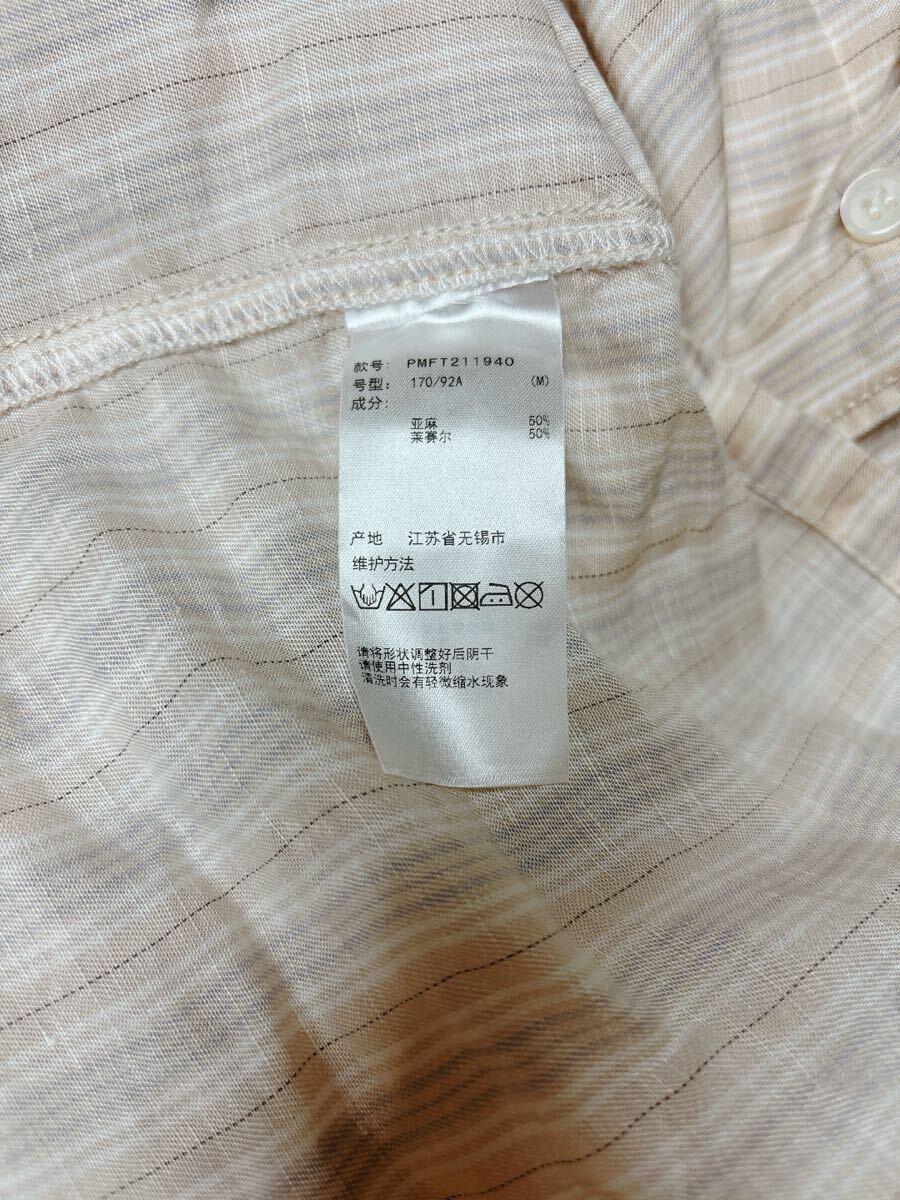 款号: PMFT211940
号型: 170/92A (M)
成分:
亚麻 50%
莱赛尔 50%
产地 江苏省无锡市
维护方法
请将形状调整好后阴干
请使用中性洗剂
清洗时会有轻微缩水现象